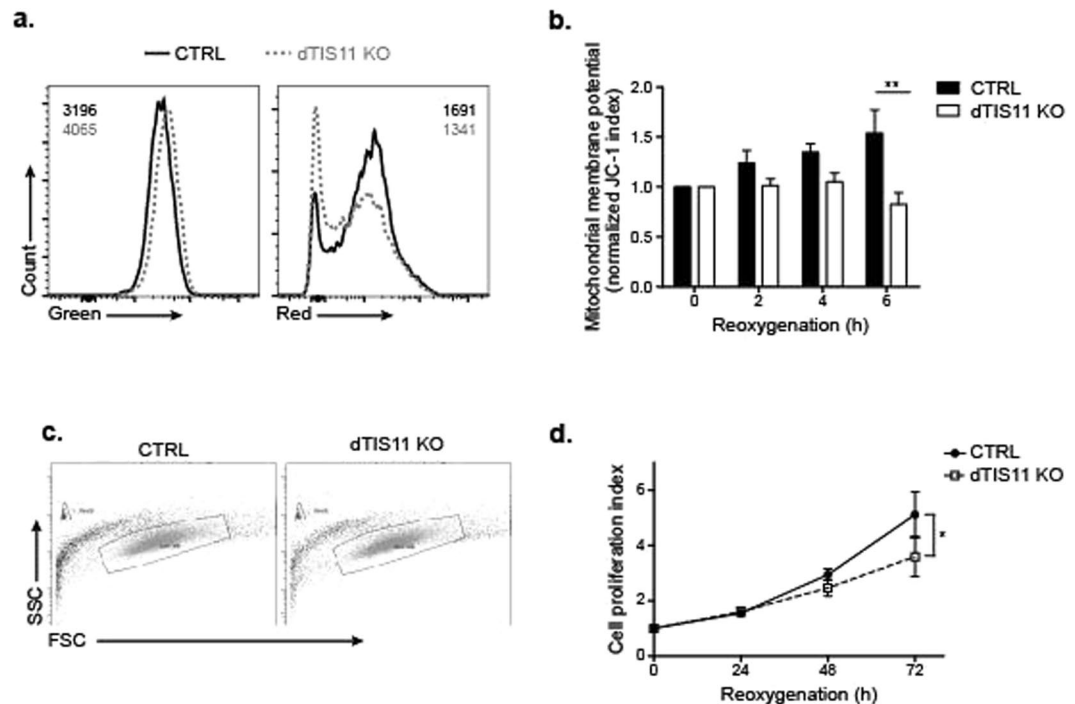 a.
CTRL
dTIS11 KO
3196
4065
1691
1341
Count
Green
Red
b.
CTRL
dTIS11 KO
**
Mitochondrial membrane potential
(normalized JC-1 index)
2.0
1.5
1.0
0.5
0.0
0 2 4 6
Reoxygenation (h)
c.
CTRL
dTIS11 KO
SSC
FSC
d.
CTRL
dTIS11 KO
*
Cell proliferation index
6
4
2
0
0 24 48 72
Reoxygenation (h)